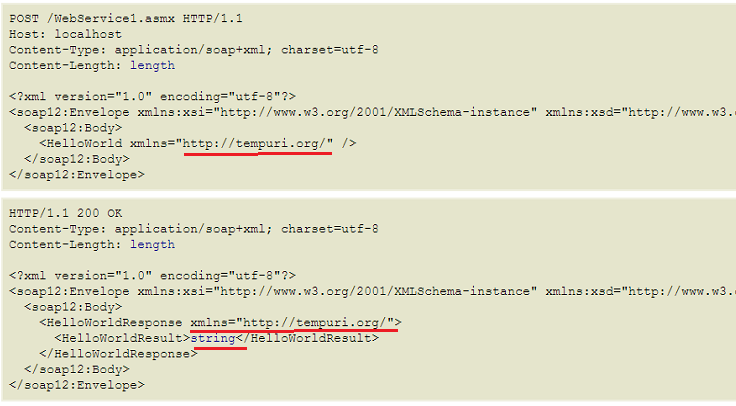 POST /WebService1.asmx HTTP/1.1
Host: localhost
Content-Type: application/soap+xml; charset=utf-8
Content-Length: length
<?xml version="1.0" encoding="utf-8"?>
<soap12:Envelope xmlns:xsi="http://www.w3.org/2001/XMLSchema-instance" xmlns:xsd="http://www.w3.
<soap12:Body>
<HelloWorld xmlns="http://tempuri.org/" />
</soap12:Body>
</soap12:Envelope>
HTTP/1.1 200 OK
Content-Type: application/soap+xml; charset=utf-8
Content-Length: length
<?xml version="1.0" encoding="utf-8"?>
<soap12:Envelope xmlns:xsi="http://www.w3.org/2001/XMLSchema-instance" xmlns:xsd="http://www.w3.
<soap12:Body>
<HelloWorldResponse xmlns="http://tempuri.org/">
<HelloWorldResult>string</HelloWorldResult>
</HelloWorldResponse>
</soap12:Body>
</soap12:Envelope>